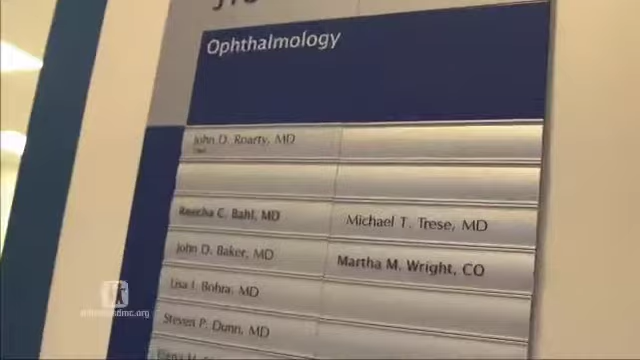 Ophthalmology
John D. Roarty, MD
Reecha C. Bahl, MD
Michael T. Trese, MD
John D. Baker, MD
Martha M. Wright, CO
Lisa I. Bohra, MD
Steven P. Dunn, MD
Elena M.